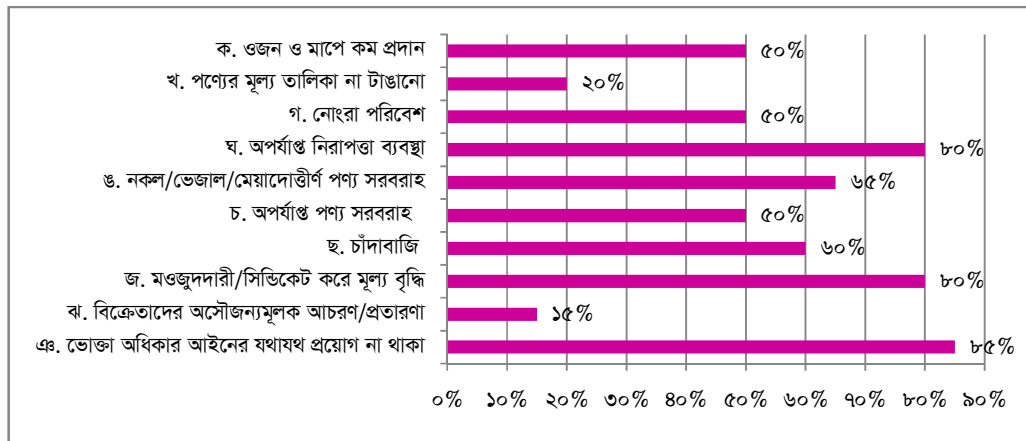 ক. ওজন ও মাপে কম প্রদান ৫০%
খ. পণ্যের মূল্য তালিকা না টাঙানো ২০%
গ. নোংরা পরিবেশ ৫০%
ঘ. অপর্যাপ্ত নিরাপত্তা ব্যবস্থা ৮০%
ঙ. নকল/ভেজাল/মেয়াদোত্তীর্ণ পণ্য সরবরাহ ৬৫%
চ. অপর্যাপ্ত পণ্য সরবরাহ ৫০%
ছ. চাঁদাবাজি ৬০%
জ. মওজুদদারী/সিন্ডিকেট করে মূল্য বৃদ্ধি ৮০%
ঝ. বিক্রেতাদের অসৌজন্যমূলক আচরণ/প্রতারণা ১৫%
ঞ. ভোক্তা অধিকার আইনের যথাযথ প্রয়োগ না থাকা ৮৫%
০% ১০% ২০% ৩০% ৪০% ৫০% ৬০% ৭০% ৮০% ৯০%